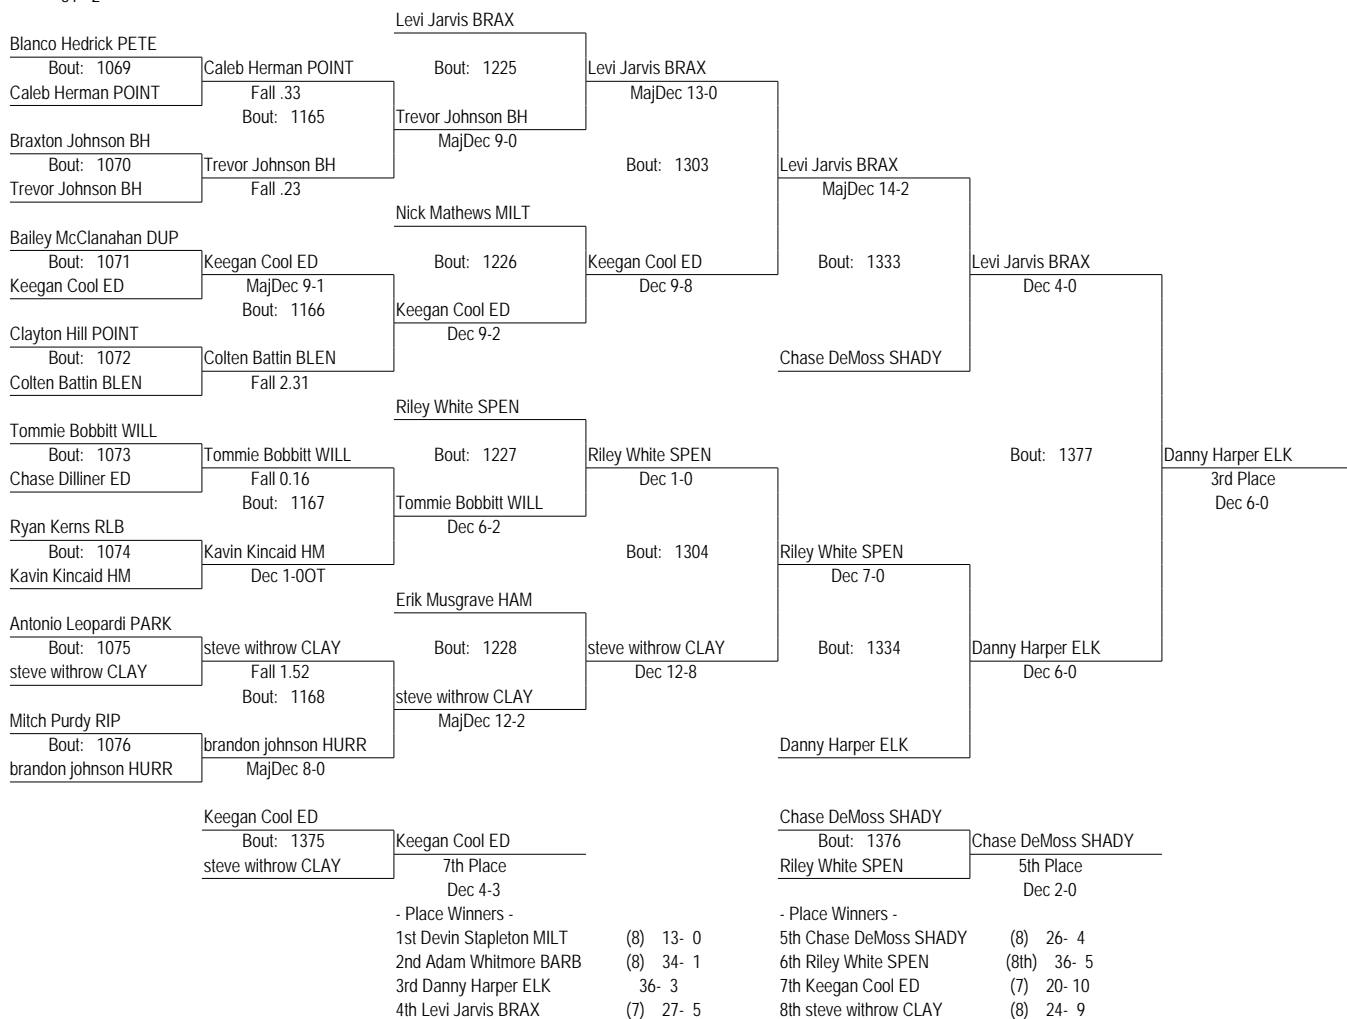 Levi Jarvis BRAX
Blanco Hedrick PETE
Bout: 1069
Caleb Herman POINT
Bout: 1225
Levi Jarvis BRAX
Caleb Herman POINT
Fall .33
MajDec 13-0
Bout: 1165
Trevor Johnson BH
Braxton Johnson BH
MajDec 9-0
Bout: 1070
Trevor Johnson BH
Bout: 1303
Levi Jarvis BRAX
Trevor Johnson BH
Fall .23
MajDec 14-2
Nick Mathews MILT
Bailey McClanahan DUP
Bout: 1071
Keegan Cool ED
Bout: 1226
Keegan Cool ED
Bout: 1333
Levi Jarvis BRAX
Keegan Cool ED
MajDec 9-1
Dec 9-8
Dec 4-0
Bout: 1166
Keegan Cool ED
Clayton Hill POINT
Dec 9-2
Bout: 1072
Colten Battin BLEN
Chase DeMoss SHADY
Colten Battin BLEN
Fall 2.31
Riley White SPEN
Tommie Bobbitt WILL
Bout: 1073
Tommie Bobbitt WILL
Bout: 1227
Riley White SPEN
Bout: 1377
Danny Harper ELK
Chase Dilliner ED
Fall 0.16
Dec 1-0
3rd Place
Bout: 1167
Tommie Bobbitt WILL
Dec 6-0
Ryan Kerns RLB
Dec 6-2
Bout: 1074
Kavin Kincaid HM
Bout: 1304
Riley White SPEN
Kavin Kincaid HM
Dec 1-0OT
Dec 7-0
Erik Musgrave HAM
Antonio Leopardi PARK
Bout: 1075
steve withrow CLAY
Bout: 1228
steve withrow CLAY
Bout: 1334
Danny Harper ELK
steve withrow CLAY
Fall 1.52
Dec 12-8
Dec 6-0
Bout: 1168
steve withrow CLAY
Mitch Purdy RIP
MajDec 12-2
Bout: 1076
brandon johnson HURR
Danny Harper ELK
brandon johnson HURR
MajDec 8-0
Keegan Cool ED
Chase DeMoss SHADY
Bout: 1375
Keegan Cool ED
Bout: 1376
Chase DeMoss SHADY
steve withrow CLAY
7th Place
Riley White SPEN
5th Place
Dec 4-3
Dec 2-0
- Place Winners -
1st Devin Stapleton MILT (8) 13- 0
2nd Adam Whitmore BARB (8) 34- 1
3rd Danny Harper ELK 36- 3
4th Levi Jarvis BRAX (7) 27- 5
- Place Winners -
5th Chase DeMoss SHADY (8) 26- 4
6th Riley White SPEN (8th) 36- 5
7th Keegan Cool ED (7) 20- 10
8th steve withrow CLAY (8) 24- 9